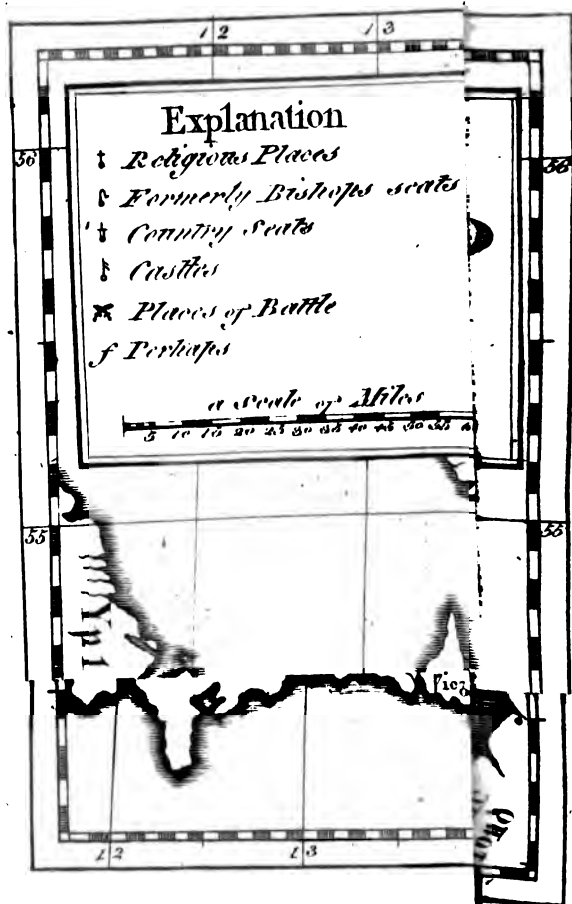 12 13
Explanation
56 Religious Places 56
Formerly Bishops seats
Country Seats
Castles
Places of Battle
f Perhaps
a scale of Miles
5 10 15 20 25 30 35 40 45 50 55
55 55
12 13